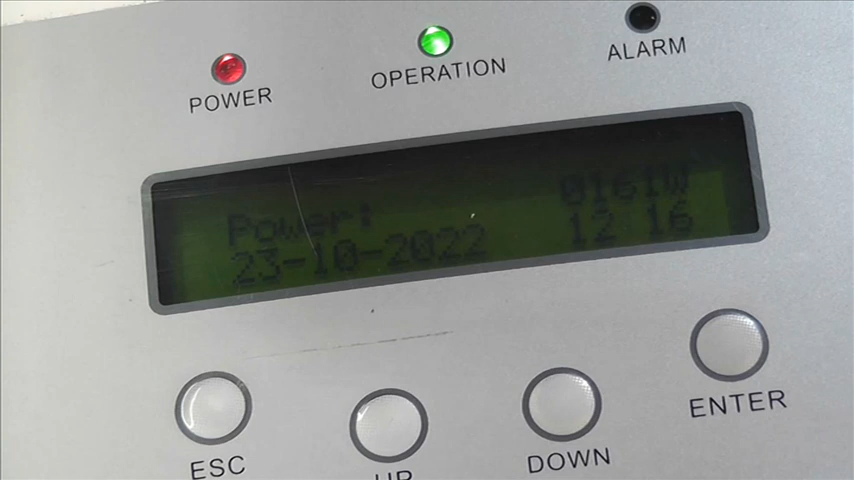 POWER OPERATION ALARM
Power: 0161W
23-10-2022 12 16
ESC UP DOWN ENTER